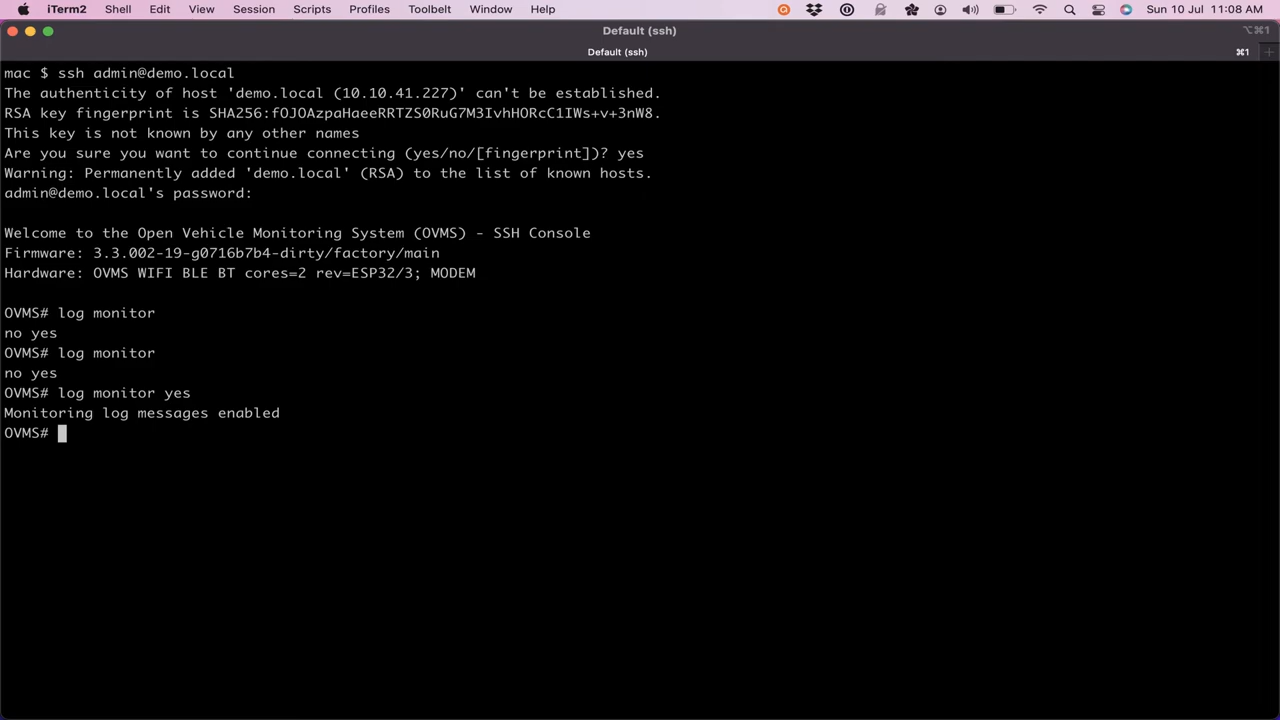 iTerm2 Shell Edit View Session Scripts Profiles Toolbelt Window Help Sun 10 Jul 11:08 AM
Default (ssh) ⌥⌘1
Default (ssh) ⌘1
mac $ ssh admin@demo.local
The authenticity of host 'demo.local (10.10.41.227)' can't be established.
RSA key fingerprint is SHA256:fOJOAzpaHaeeRRTZS0RuG7M3IvhHORcC1IWs+v+3nW8.
This key is not known by any other names
Are you sure you want to continue connecting (yes/no/[fingerprint])? yes
Warning: Permanently added 'demo.local' (RSA) to the list of known hosts.
admin@demo.local's password:
Welcome to the Open Vehicle Monitoring System (OVMS) - SSH Console
Firmware: 3.3.002-19-g0716b7b4-dirty/factory/main
Hardware: OVMS WIFI BLE BT cores=2 rev=ESP32/3; MODEM
OVMS# log monitor
no yes
OVMS# log monitor
no yes
OVMS# log monitor yes
Monitoring log messages enabled
OVMS#